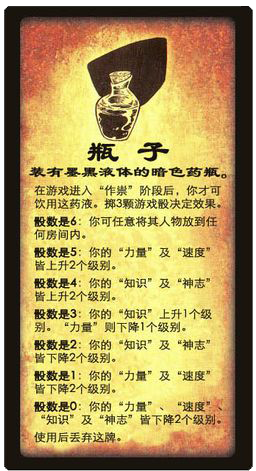 瓶 子
装有墨黑液体的暗色药瓶。
在游戏进入“作祟”阶段后，你才可
饮用这药液。掷3颗游戏骰决定效果。
骰数是6：你可任意将其人物放到任
何房间内。
骰数是5：你的“力量”及“速度”
皆上升2个级别。
骰数是4：你的“知识”及“神志”
皆上升2个级别。
骰数是3：你的“知识”上升1个级
别。“力量”则下降1个级别。
骰数是2：你的“知识”及“神志”
皆下降2个级别。
骰数是1：你的“力量”及“速度”
皆下降2个级别。
骰数是0：你的“力量”、“速度”、
“知识”及“神志”皆下降2个级别。
使用后丢弃这牌。